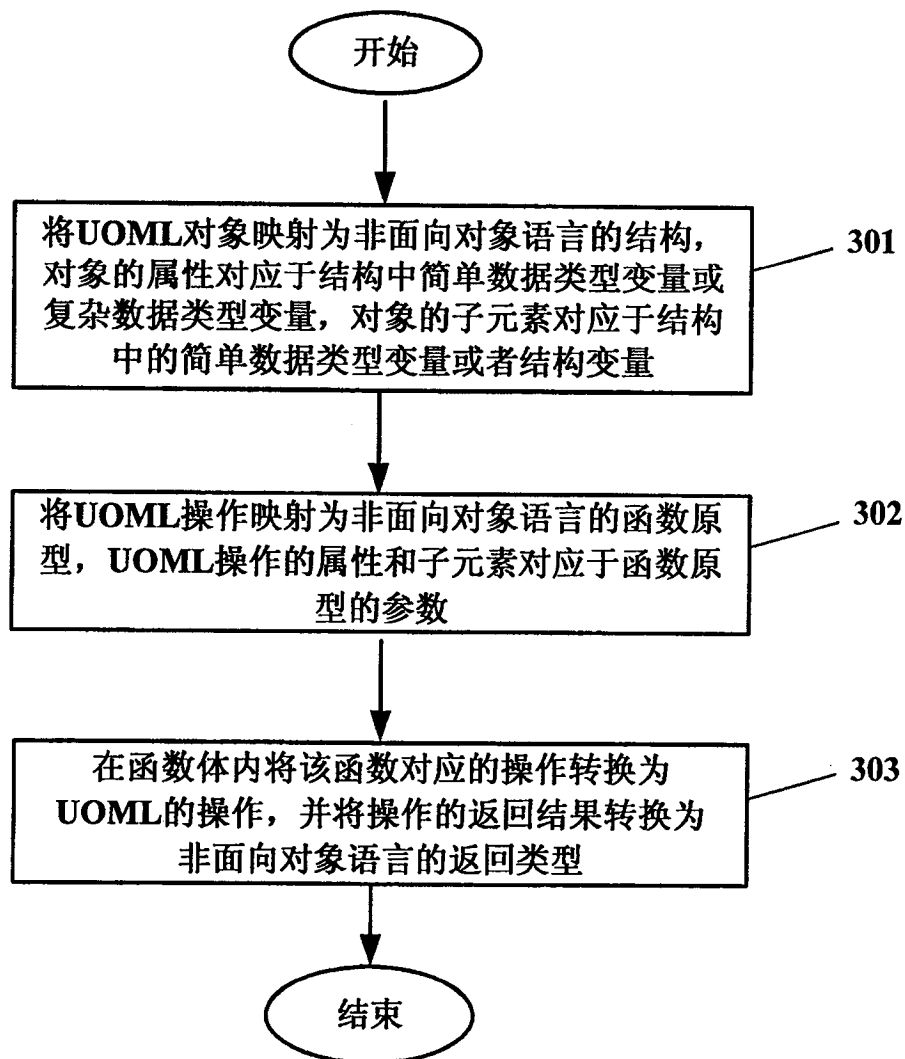 开始
将UOML对象映射为非面向对象语言的结构，
对象的属性对应于结构中简单数据类型变量或
复杂数据类型变量，对象的子元素对应于结构
中的简单数据类型变量或者结构变量
301
将UOML操作映射为非面向对象语言的函数原
型，UOML操作的属性和子元素对应于函数原
型的参数
302
在函数体内将该函数对应的操作转换为
UOML的操作，并将操作的返回结果转换为
非面向对象语言的返回类型
303
结束